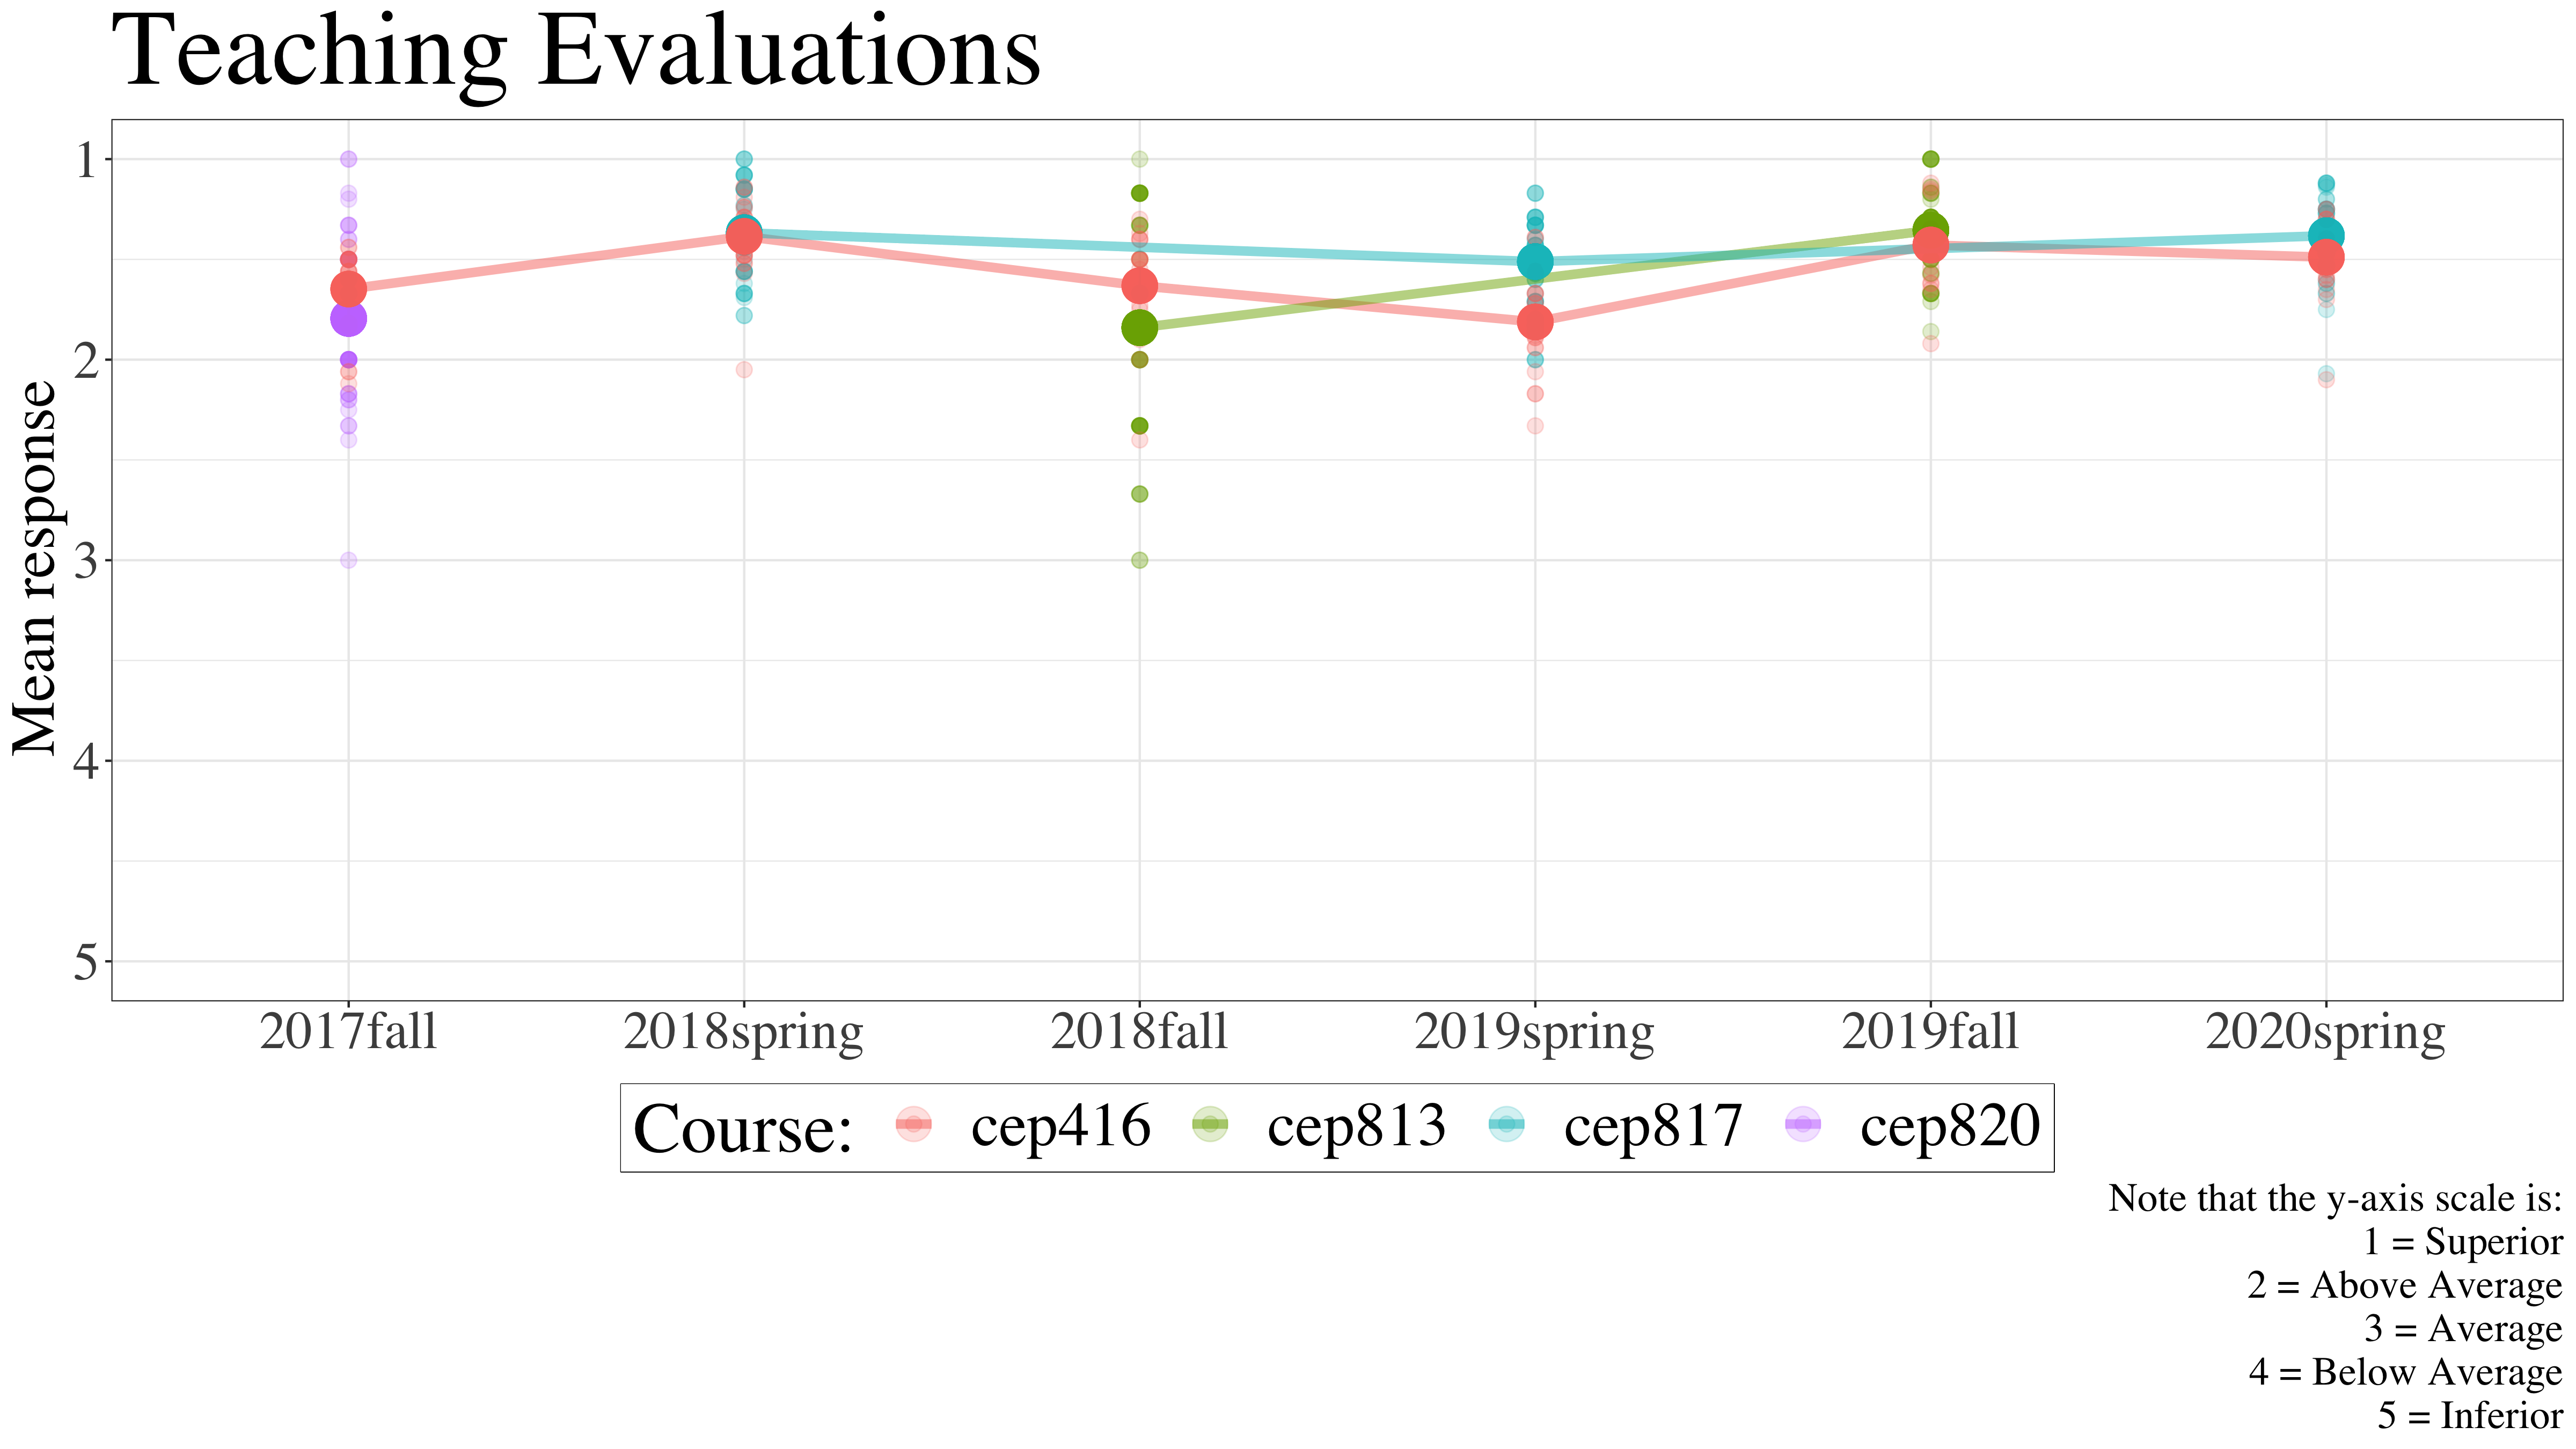 Teaching Evaluations
Mean response
1
2
3
4
5
2017fall 2018spring 2018fall 2019spring 2019fall 2020spring
Course: cep416 cep813 cep817 cep820
Note that the y-axis scale is:
1 = Superior
2 = Above Average
3 = Average
4 = Below Average
5 = Inferior